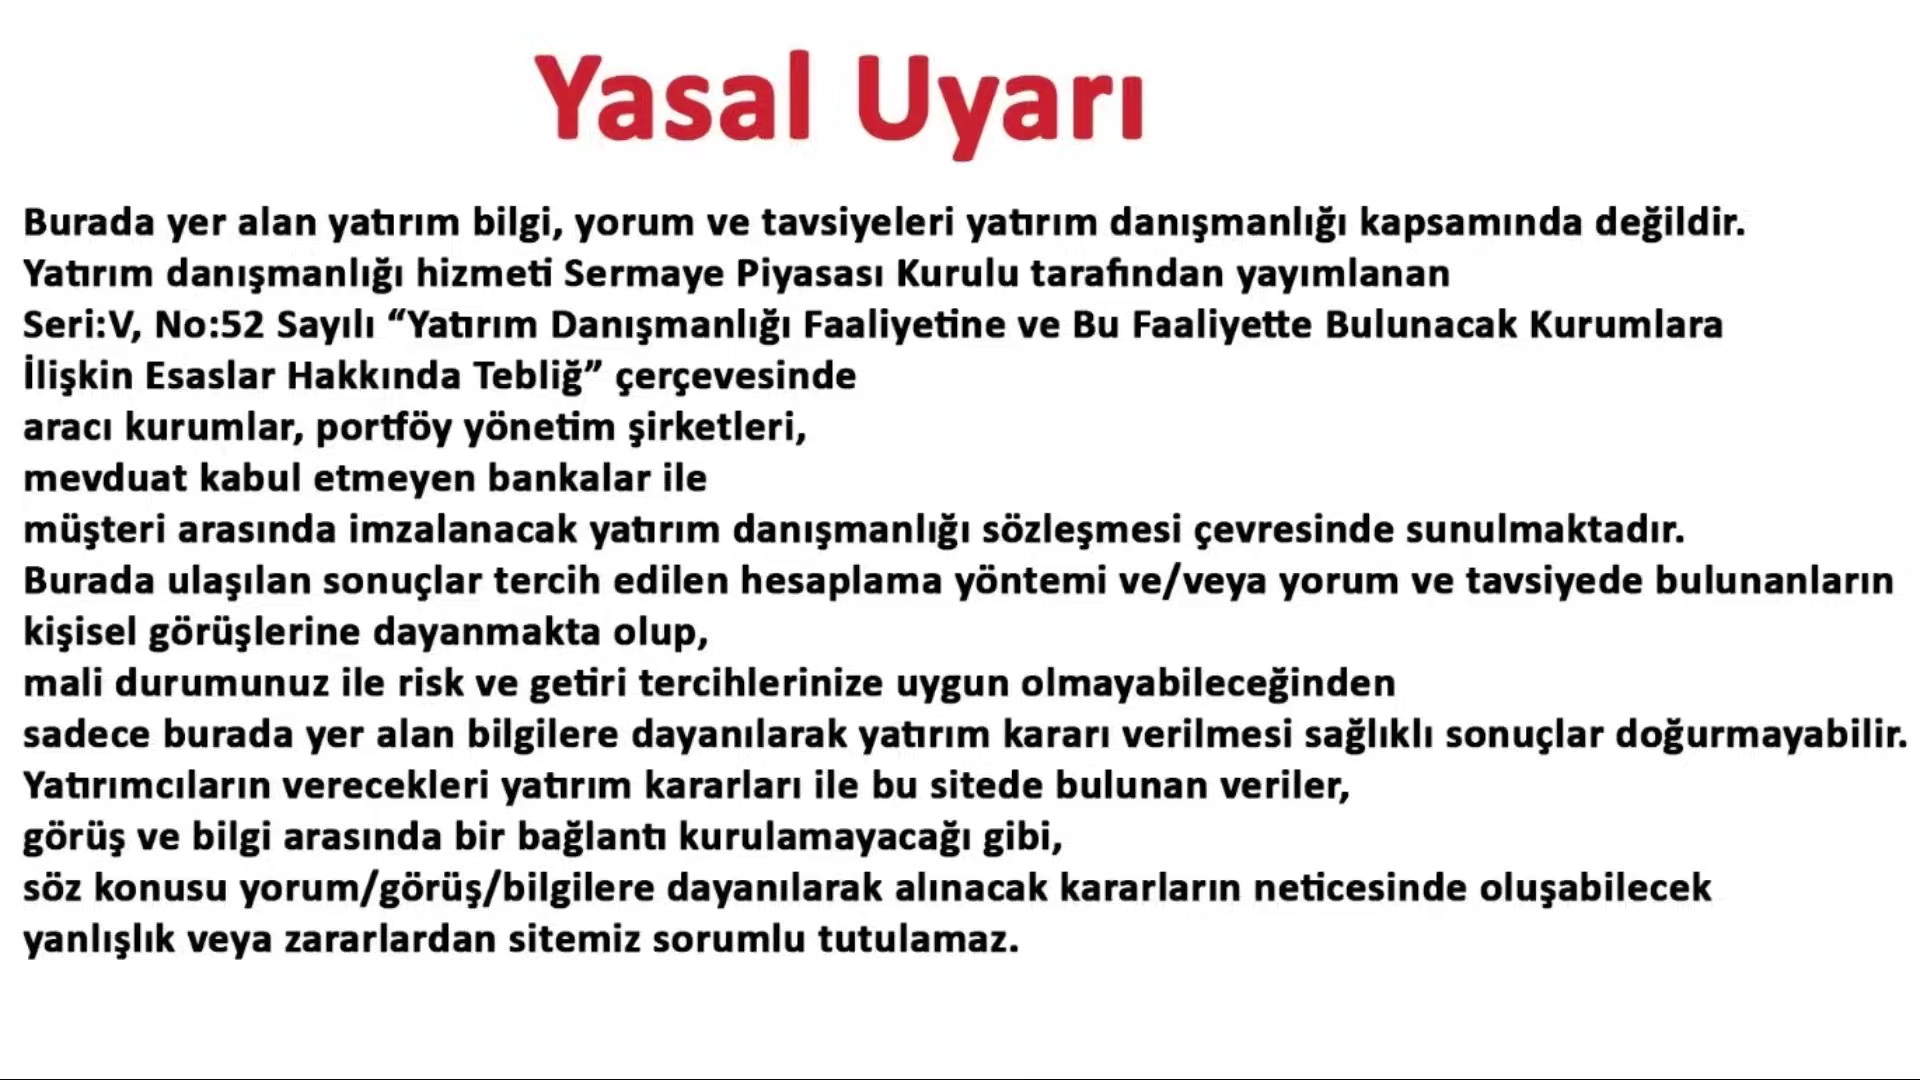 Yasal Uyarı
Burada yer alan yatırım bilgi, yorum ve tavsiyeleri yatırım danışmanlığı kapsamında değildir.
Yatırım danışmanlığı hizmeti Sermaye Piyasası Kurulu tarafından yayımlanan
Seri:V, No:52 Sayılı “Yatırım Danışmanlığı Faaliyetine ve Bu Faaliyette Bulunacak Kurumlara
İlişkin Esaslar Hakkında Tebliğ” çerçevesinde
aracı kurumlar, portföy yönetim şirketleri,
mevduat kabul etmeyen bankalar ile
müşteri arasında imzalanacak yatırım danışmanlığı sözleşmesi çevresinde sunulmaktadır.
Burada ulaşılan sonuçlar tercih edilen hesaplama yöntemi ve/veya yorum ve tavsiyede bulunanların
kişisel görüşlerine dayanmakta olup,
mali durumunuz ile risk ve getiri tercihlerinize uygun olmayabileceğinden
sadece burada yer alan bilgilere dayanılarak yatırım kararı verilmesi sağlıklı sonuçlar doğurmayabilir.
Yatırımcıların verecekleri yatırım kararları ile bu sitede bulunan veriler,
görüş ve bilgi arasında bir bağlantı kurulamayacağı gibi,
söz konusu yorum/görüş/bilgilere dayanılarak alınacak kararların neticesinde oluşabilecek
yanlışlık veya zararlardan sitemiz sorumlu tutulamaz.